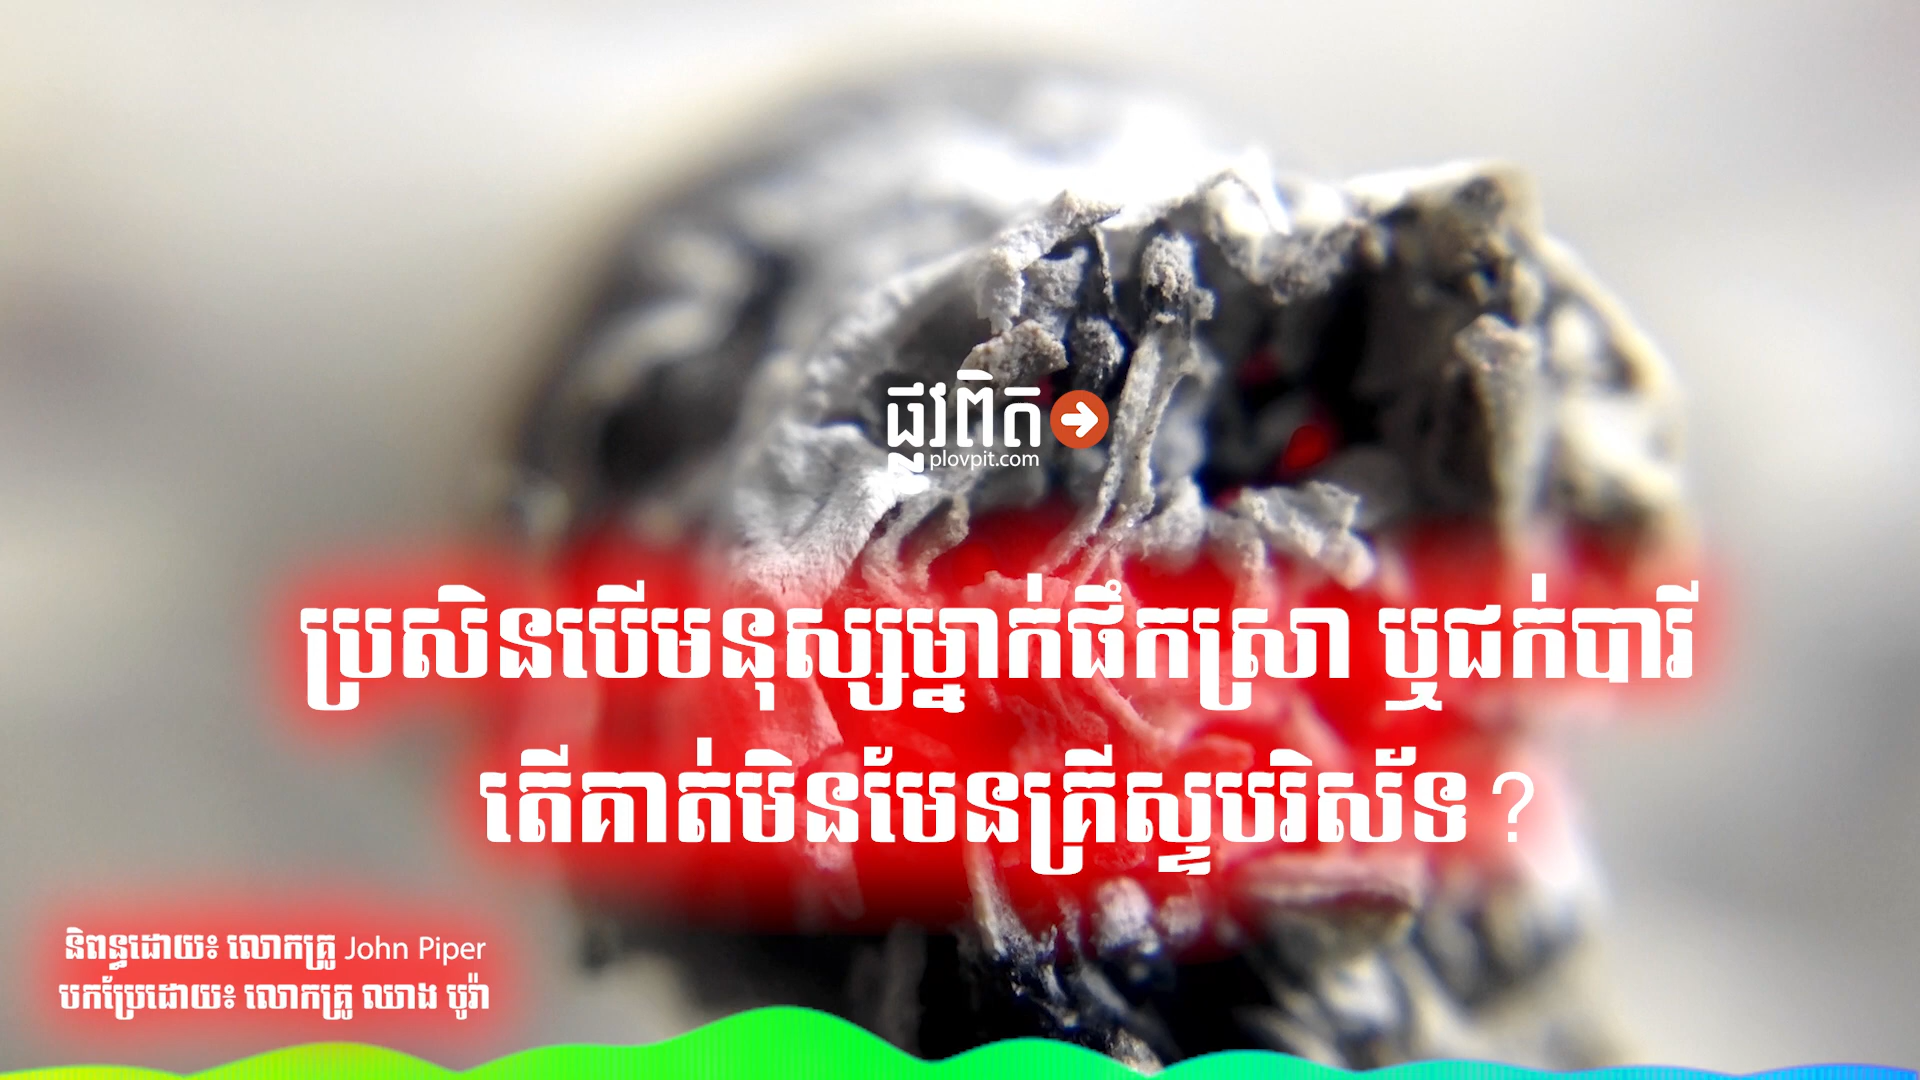 ផ្លូវពិត
plovpit.com
ប្រសិនបើមនុស្សម្នាក់ផឹកស្រា ឬជក់បារី
តើគាត់មិនមែនគ្រីស្ទបរិស័ទ?
និពន្ធដោយ៖ លោកគ្រូ John Piper
បកប្រែដោយ៖ លោកគ្រូ ឈាង បូរ៉ា